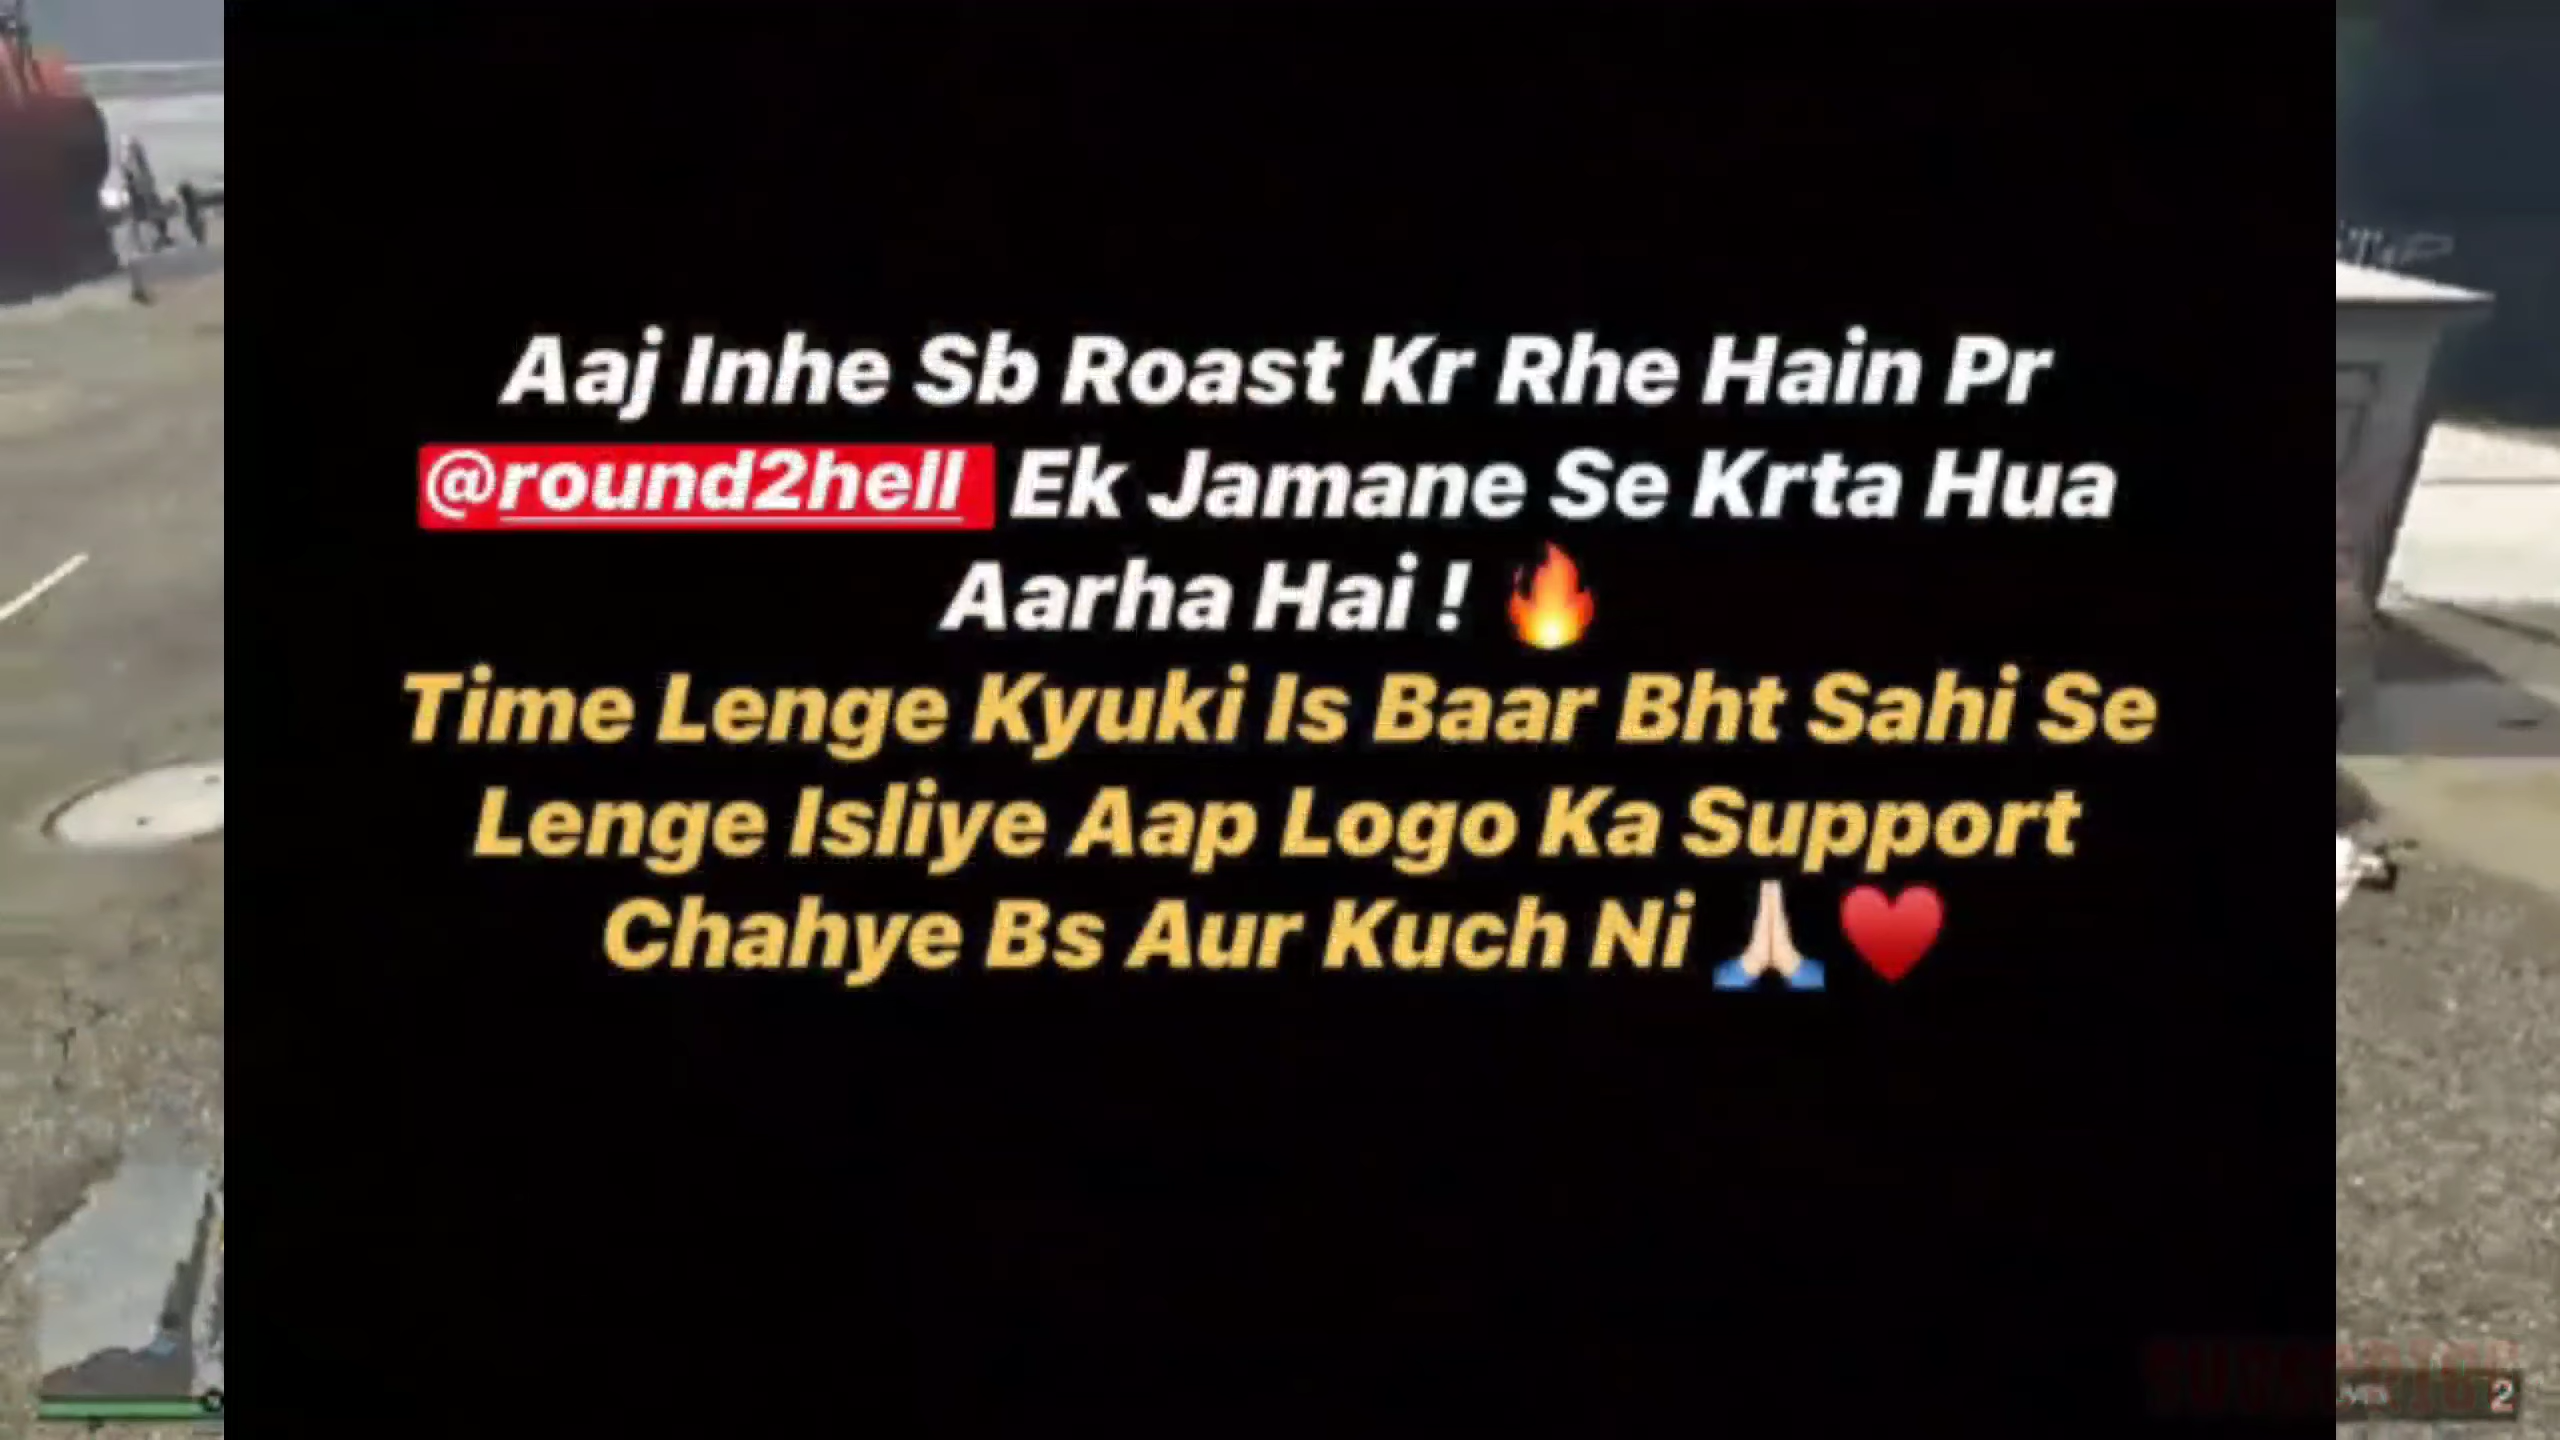 Aaj Inhe Sb Roast Kr Rhe Hain Pr
@round2hell Ek Jamane Se Krta Hua
Aarha Hai ! 🔥
Time Lenge Kyuki Is Baar Bht Sahi Se
Lenge Isliye Aap Logo Ka Support
Chahye Bs Aur Kuch Ni 🙏🏻♥️
2